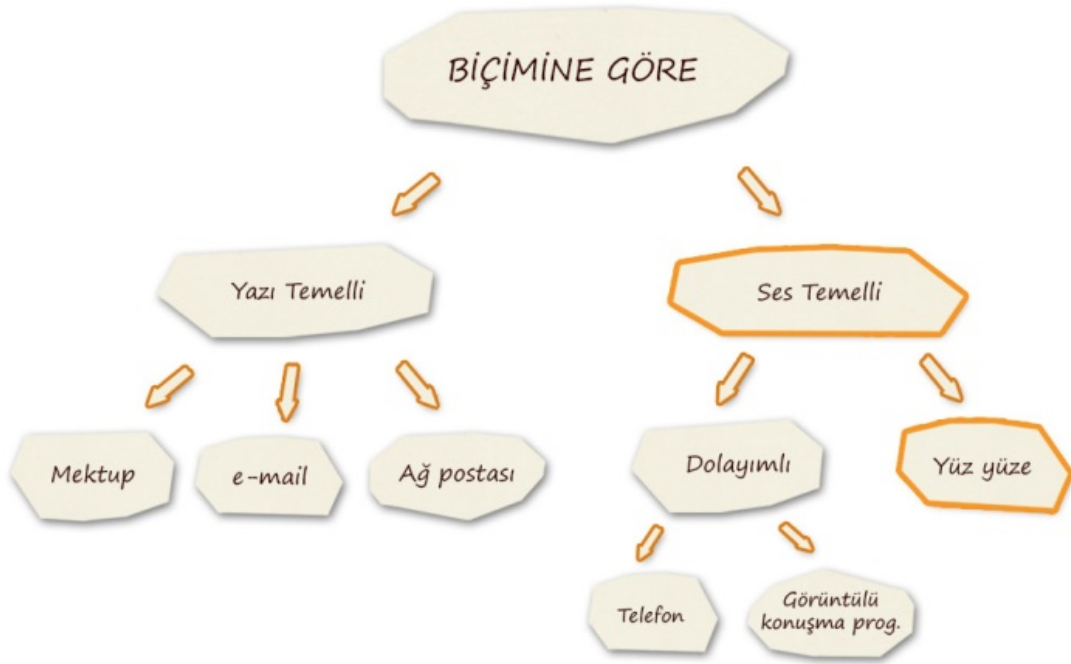 BİÇİMİNE GÖRE
Yazı Temelli
Ses Temelli
Mektup
e-mail
Ağ postası
Dolayımlı
Yüz yüze
Telefon
Görüntülü
konuşma prog.